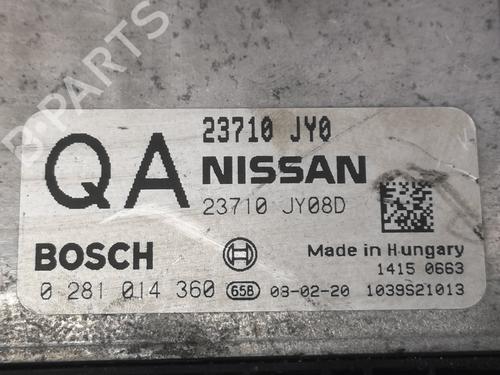 B-PARTS
23710 JY0
QA NISSAN
23710 JY08D
BOSCH Made in Hungary
1415 0663
0 281 014 360 65B 08-02-20 1039S21013